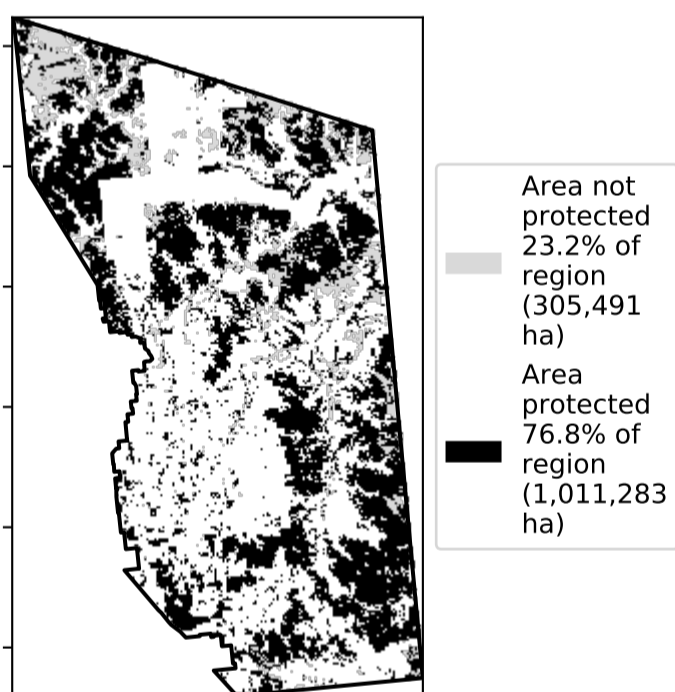 Area not
protected
23.2% of
region
(305,491
ha)
Area
protected
76.8% of
region
(1,011,283
ha)